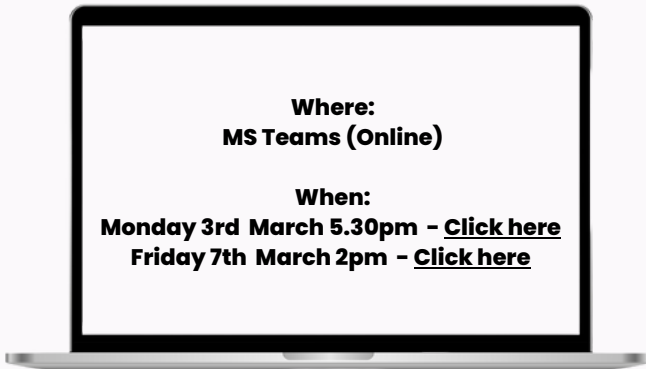 Where:
MS Teams (Online)
When:
Monday 3rd March 5.30pm - Click here
Friday 7th March 2pm - Click here